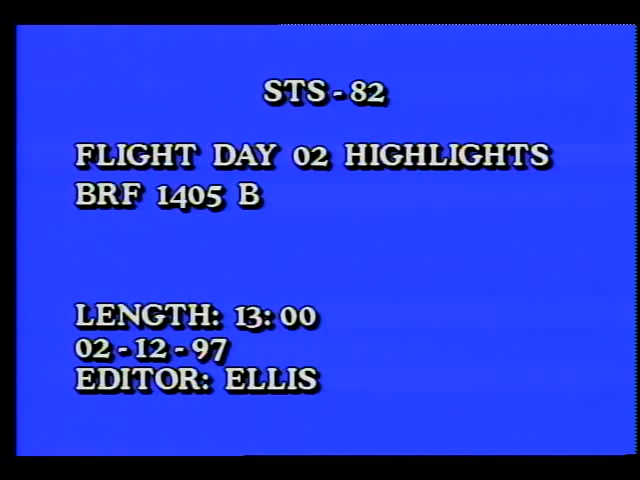 STS - 82
FLIGHT DAY 02 HIGHLIGHTS
BRF 1405 B
LENGTH: 13:00
02 - 12 - 97
EDITOR: ELLIS